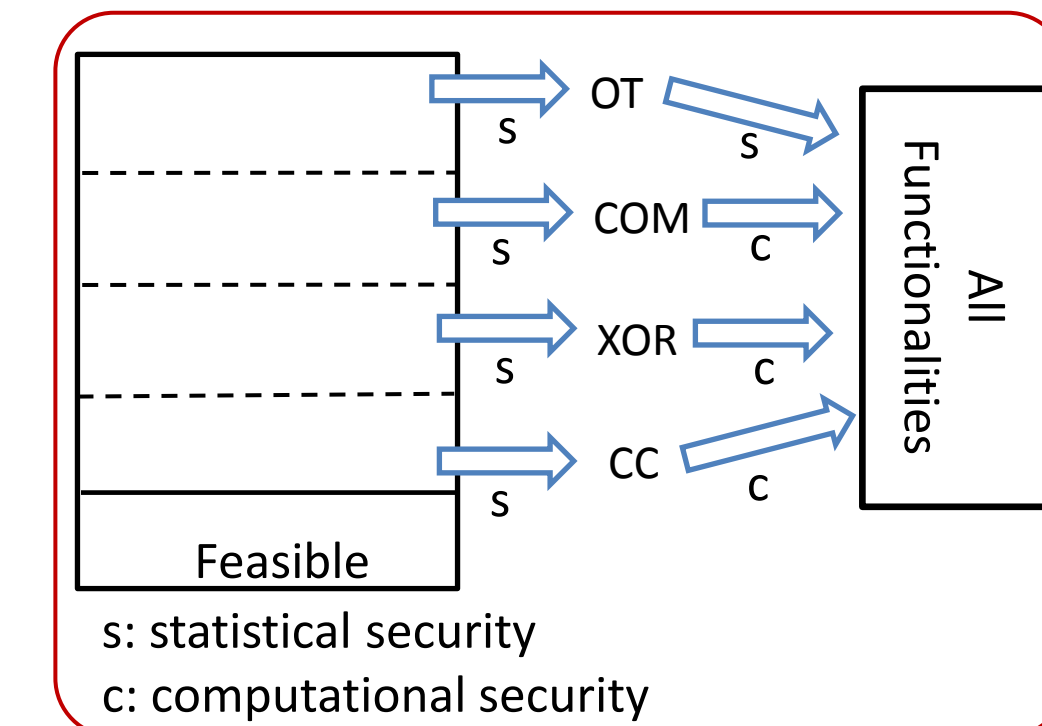 OT
s
s
COM
s
c
XOR
s
c
CC
s
c
All
Functionalities
Feasible
s: statistical security
c: computational security